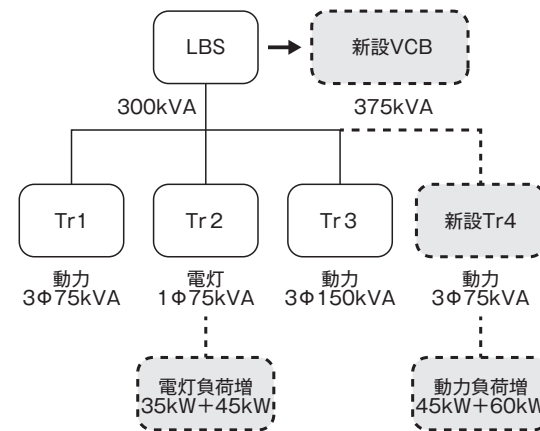 LBS
新設VCB
300kVA
375kVA
Tr1
Tr2
Tr3
新設Tr4
動力
3Φ75kVA
電灯
1Φ75kVA
動力
3Φ150kVA
動力
3Φ75kVA
電灯負荷増
35kW＋45kW
動力負荷増
45kW＋60kW